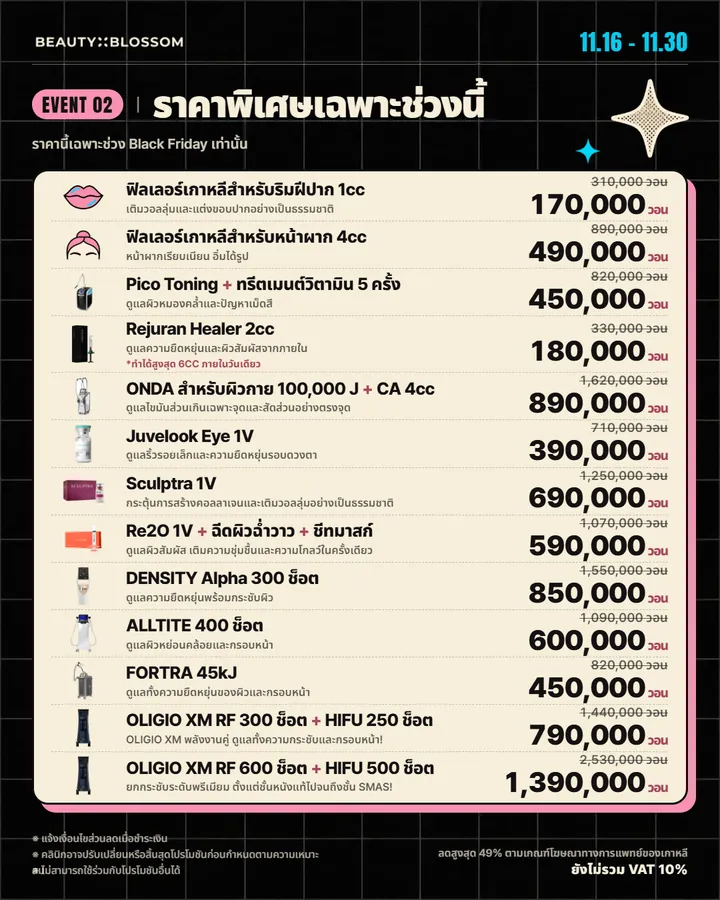 BEAUTY::BLOSSOM
11.16 - 11.30
EVENT 02 | ราคาพิเศษเฉพาะช่วงนี้
ราคานี้เฉพาะช่วง Black Friday เท่านั้น
ฟิลเลอร์เกาหลีสำหรับริมฝีปาก 1cc
เติมวอลลุ่มและแต่งขอบปากอย่างเป็นธรรมชาติ
310,000 วอน
170,000 วอน
ฟิลเลอร์เกาหลีสำหรับหน้าผาก 4cc
หน้าผากเรียบเนียน อิ่มได้รูป
890,000 วอน
490,000 วอน
Pico Toning + ทรีตเมนต์วิตามิน 5 ครั้ง
ดูแลผิวหมองคล้ำและปัญหาเม็ดสี
820,000 วอน
450,000 วอน
Rejuran Healer 2cc
ดูแลความยืดหยุ่นและผิวสัมผัสจากภายใน
*ทำได้สูงสุด 6CC ภายในวันเดียว
330,000 วอน
180,000 วอน
ONDA สำหรับผิวกาย 100,000 J + CA 4cc
ดูแลไขมันส่วนเกินเฉพาะจุดและสัดส่วนอย่างตรงจุด
1,620,000 วอน
890,000 วอน
Juvelook Eye 1V
ดูแลริ้วรอยเล็กและความยืดหยุ่นรอบดวงตา
710,000 วอน
390,000 วอน
Sculptra 1V
กระตุ้นการสร้างคอลลาเจนและเติมวอลลุ่มอย่างเป็นธรรมชาติ
1,250,000 วอน
690,000 วอน
Re2O 1V + ฉีดผิวฉ่ำวาว + ชีทมาสก์
ดูแลผิวสัมผัส เติมความชุ่มชื้นและความโกลว์ในครั้งเดียว
1,070,000 วอน
590,000 วอน
DENSITY Alpha 300 ช็อต
ดูแลความยืดหยุ่นพร้อมกระชับผิว
1,550,000 วอน
850,000 วอน
ALLTITE 400 ช็อต
ดูแลผิวหย่อนคล้อยและกรอบหน้า
1,090,000 วอน
600,000 วอน
FORTRA 45kJ
ดูแลทั้งความยืดหยุ่นของผิวและกรอบหน้า
820,000 วอน
450,000 วอน
OLIGIO XM RF 300 ช็อต + HIFU 250 ช็อต
OLIGIO XM พลังงานคู่ ดูแลทั้งความกระชับและกรอบหน้า!
1,440,000 วอน
790,000 วอน
OLIGIO XM RF 600 ช็อต + HIFU 500 ช็อต
ยกกระชับระดับพรีเมียม ตั้งแต่ชั้นหนังแท้ไปจนถึงชั้น SMAS!
2,530,000 วอน
1,390,000 วอน
※ แจ้งเงื่อนไขส่วนลดเมื่อชำระเงิน
※ คลินิกอาจปรับเปลี่ยนหรือสิ้นสุดโปรโมชันก่อนกำหนดตามความเหมาะ
ไม่สามารถใช้ร่วมกับโปรโมชันอื่นได้
ลดสูงสุด 49% ตามเกณฑ์โฆษณาทางการแพทย์ของเกาหลี
ยังไม่รวม VAT 10%